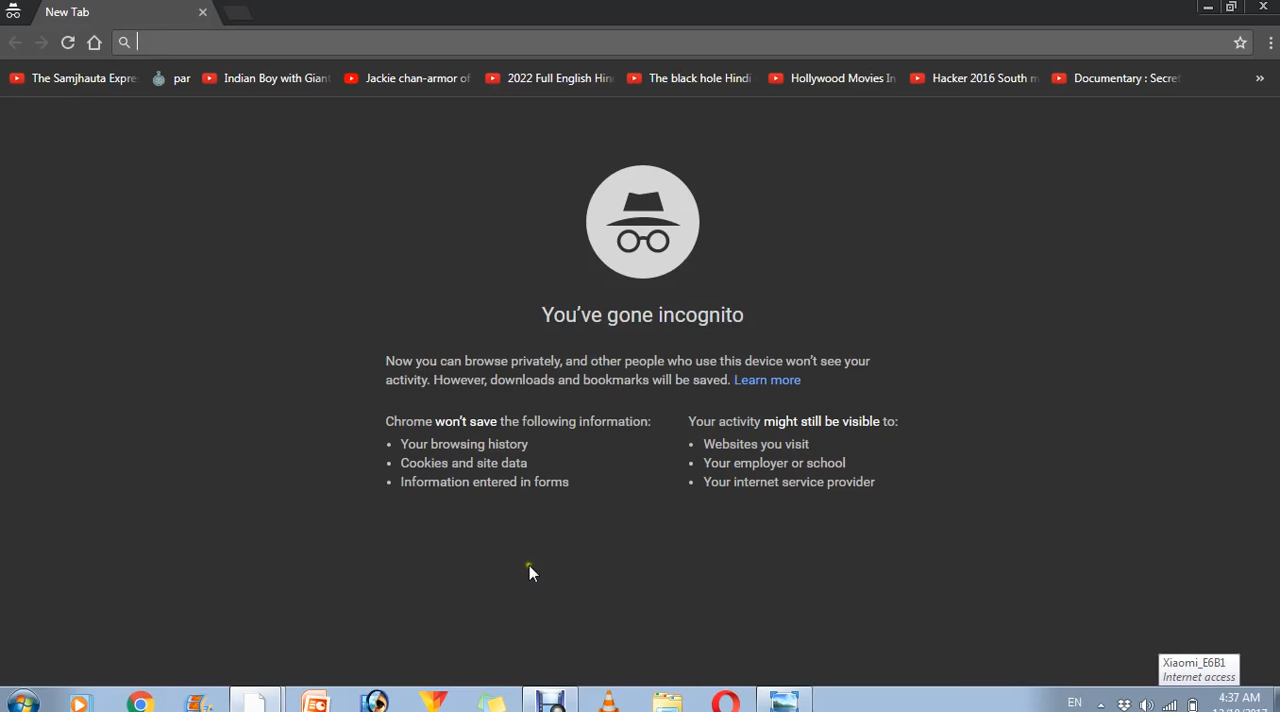 New Tab
The Samjhauta Expre
par
Indian Boy with Giant
Jackie chan-armor of
2022 Full English Hin
The black hole Hindi
Hollywood Movies In
Hacker 2016 South m
Documentary : Secret
»
You've gone incognito
Now you can browse privately, and other people who use this device won't see your
activity. However, downloads and bookmarks will be saved. Learn more
Chrome won't save the following information:
• Your browsing history
• Cookies and site data
• Information entered in forms
Your activity might still be visible to:
• Websites you visit
• Your employer or school
• Your internet service provider
Xiaomi_E6B1
Internet access
EN
4:37 AM